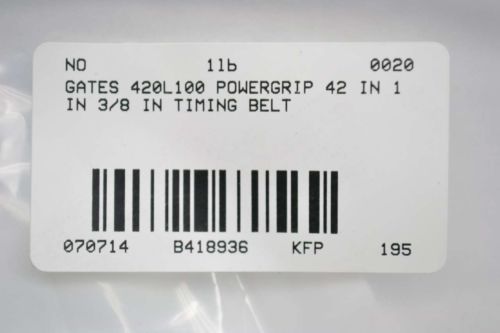 NO 1lb 0020
GATES 420L100 POWERGRIP 42 IN 1
IN 3/8 IN TIMING BELT
070714 B418936 KFP 195